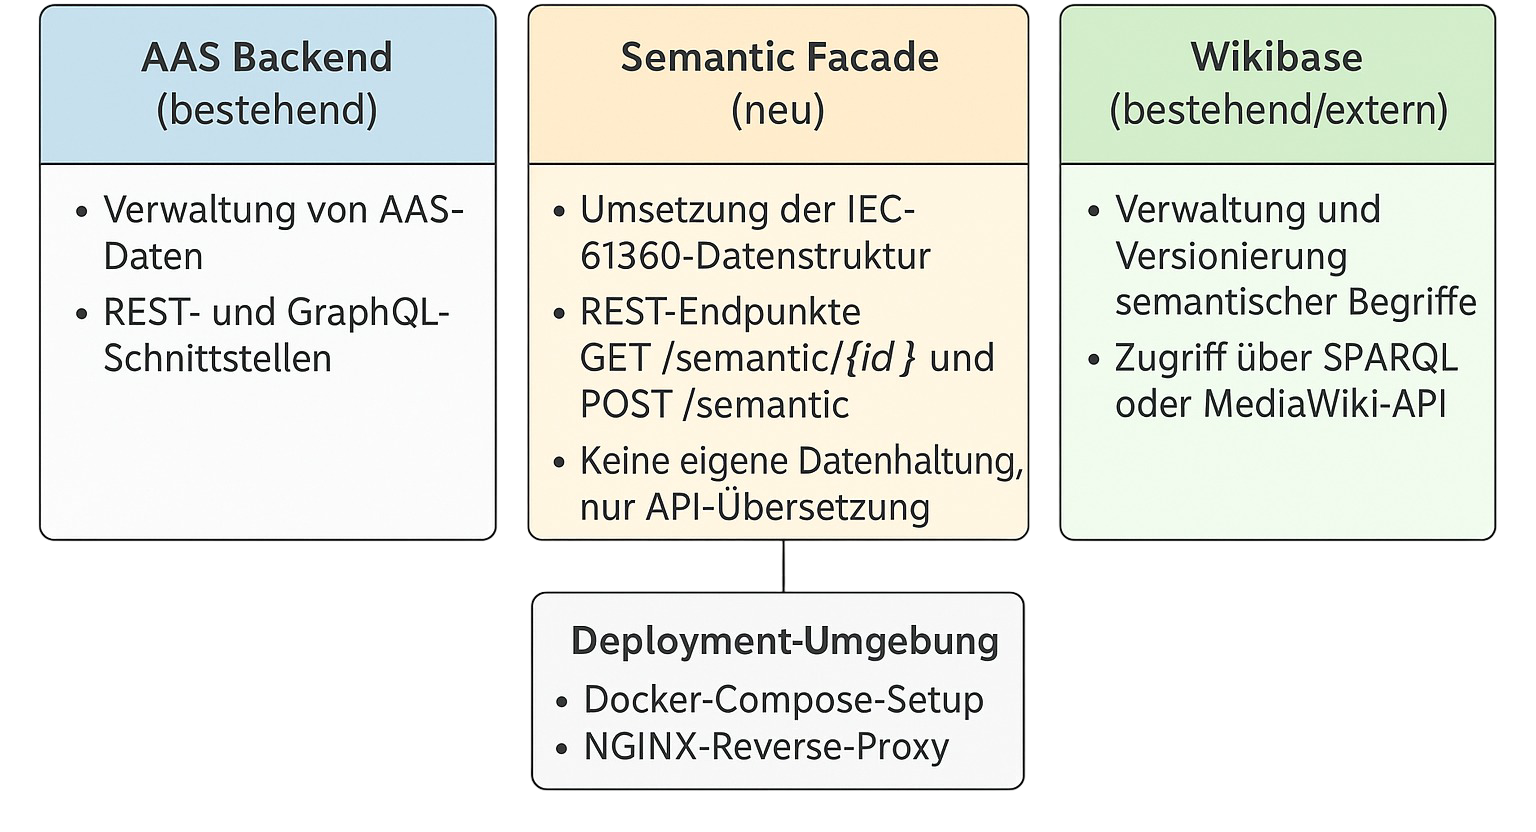 AAS Backend
(bestehend)
• Verwaltung von AAS-
Daten
• REST- und GraphQL-
Schnittstellen
Semantic Facade
(neu)
• Umsetzung der IEC-
61360-Datenstruktur
• REST-Endpunkte
GET /semantic/{id} und
POST /semantic
• Keine eigene Datenhaltung,
nur API-Übersetzung
Wikibase
(bestehend/extern)
• Verwaltung und
Versionierung
semantischer Begriffe
• Zugriff über SPARQL
oder MediaWiki-API
Deployment-Umgebung
• Docker-Compose-Setup
• NGINX-Reverse-Proxy